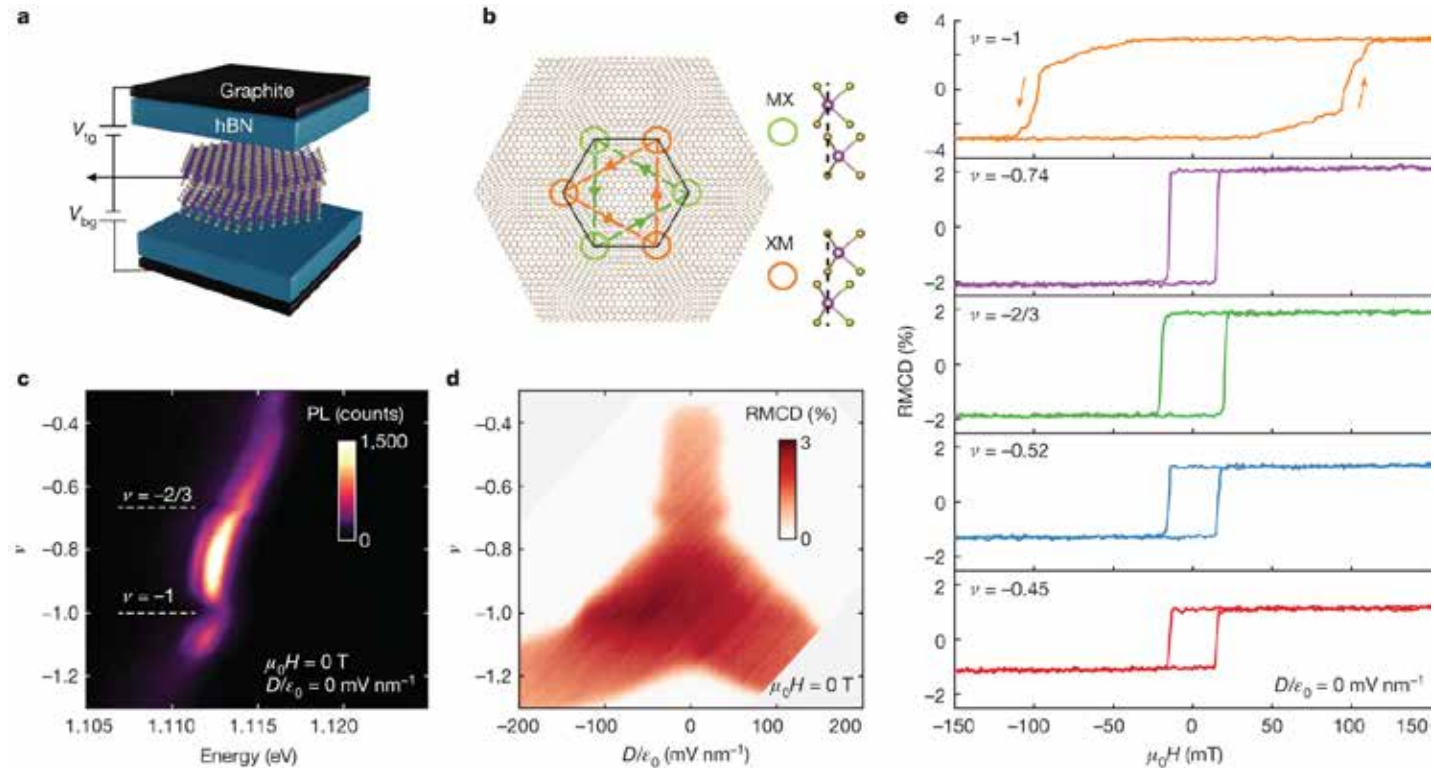 a
Graphite
hBN
Vtg
Vbg
b
MX
XM
c
PL (counts)
1,500
0
ν = −2/3
ν = −1
μ0H = 0 T
D/ε0 = 0 mV nm−1
−0.4
−0.6
−0.8
−1.0
−1.2
ν
1.105 1.110 1.115 1.120
Energy (eV)
d
RMCD (%)
3
0
μ0H = 0 T
−0.4
−0.6
−0.8
−1.0
−1.2
ν
−200 −100 0 100 200
D/ε0 (mV nm−1)
e
4
2
0
−4
ν = −1
2
0
−2
ν = −0.74
2
0
−2
ν = −2/3
2
0
−2
ν = −0.52
2
0
−2
ν = −0.45
D/ε0 = 0 mV nm−1
RMCD (%)
−150 −100 −50 0 50 100 150
μ0H (mT)